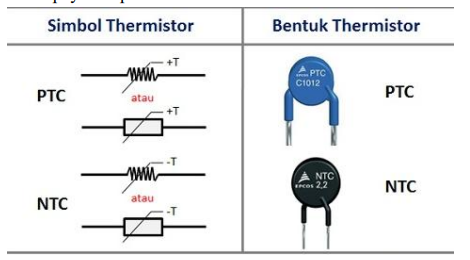 Simbol Thermistor
Bentuk Thermistor
PTC
+T
atau
+T
PTC
C1012
PTC
NTC
-T
atau
-T
NTC
EPCOS 2,2
NTC